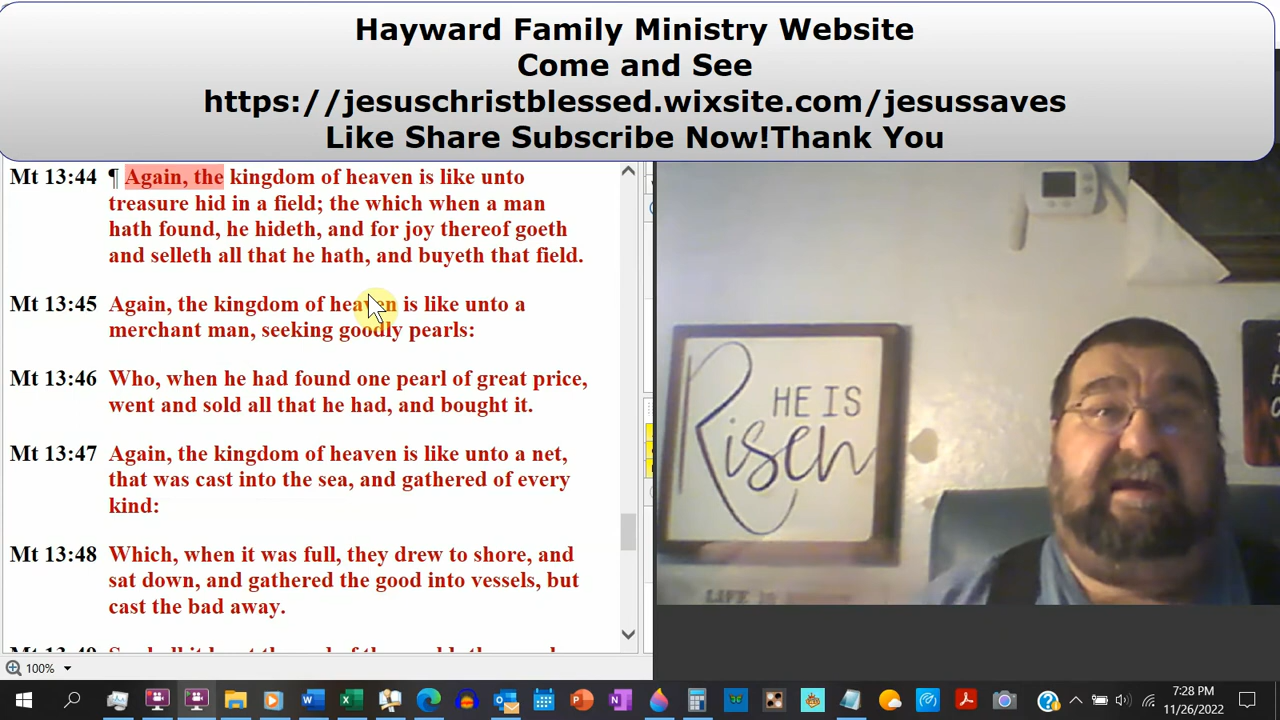 Hayward Family Ministry Website
Come and See
https://jesuschristblessed.wixsite.com/jesussaves
Like Share Subscribe Now!Thank You
Mt 13:44 ¶ Again, the kingdom of heaven is like unto
treasure hid in a field; the which when a man
hath found, he hideth, and for joy thereof goeth
and selleth all that he hath, and buyeth that field.
Mt 13:45 Again, the kingdom of heaven is like unto a
merchant man, seeking goodly pearls:
Mt 13:46 Who, when he had found one pearl of great price,
went and sold all that he had, and bought it.
Mt 13:47 Again, the kingdom of heaven is like unto a net,
that was cast into the sea, and gathered of every
kind:
Mt 13:48 Which, when it was full, they drew to shore, and
sat down, and gathered the good into vessels, but
cast the bad away.
HE IS
Risen
LIFE
100%
7:28 PM
11/26/2022